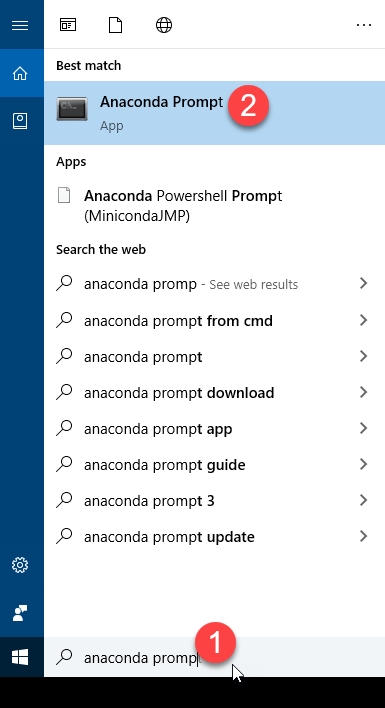 Best match
Anaconda Prompt
2
App
Apps
Anaconda Powershell Prompt
(MinicondaJMP)
Search the web
anaconda promp - See web results
anaconda prompt from cmd
anaconda prompt
anaconda prompt download
anaconda prompt app
anaconda prompt guide
anaconda prompt 3
anaconda prompt update
1
anaconda promp